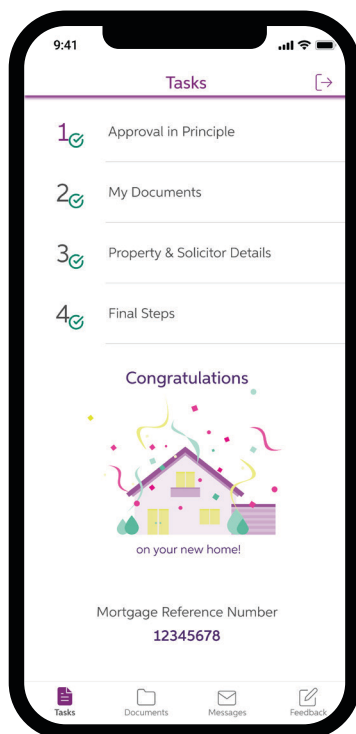 9:41
Tasks
1 Approval in Principle
2 My Documents
3 Property & Solicitor Details
4 Final Steps
Congratulations
on your new home!
Mortgage Reference Number
12345678
Tasks Documents Messages Feedback